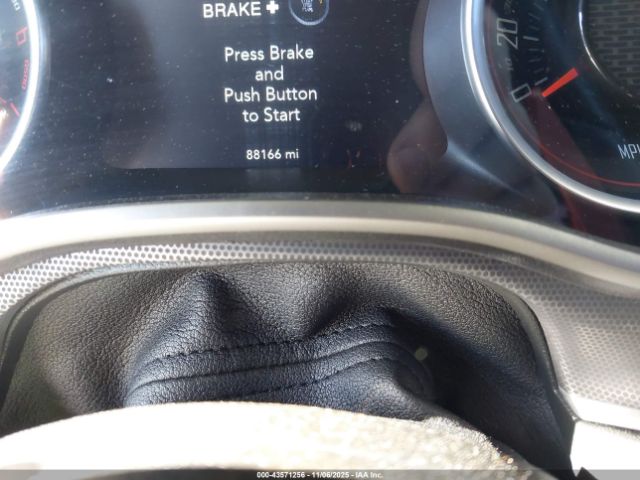 BRAKE +
Press Brake
and
Push Button
to Start
88166 mi
20
0
MPH
000-43571256 - 11/06/2025 - IAA Inc.